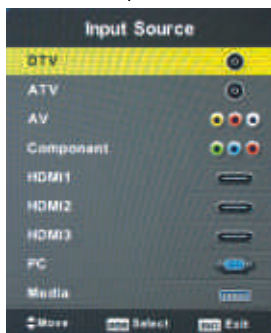 Input Source
DTV
ATV
AV
Component
HDMI1
HDMI2
HDMI3
PC
Media
Move Select Exit